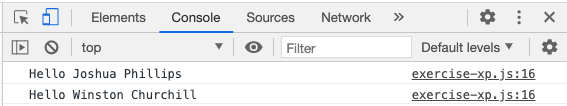 Elements Console Sources Network »
top Filter Default levels
Hello Joshua Phillips exercise-xp.js:16
Hello Winston Churchill exercise-xp.js:16